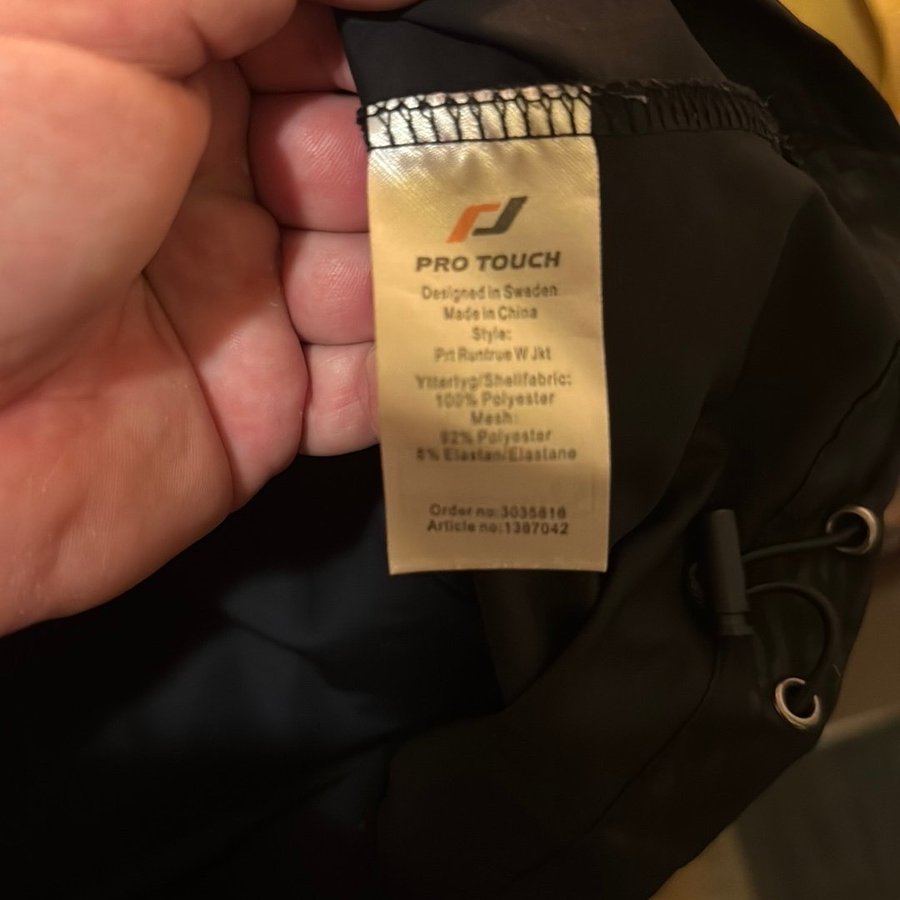 PRO TOUCH
Designed in Sweden
Made in China
Style:
Prt Runtrue W Jkt
Yttertyg/Shellfabric:
100% Polyester
Mesh:
92% Polyester
8% Elastan/Elastane
Order no:3035816
Article no:1387042